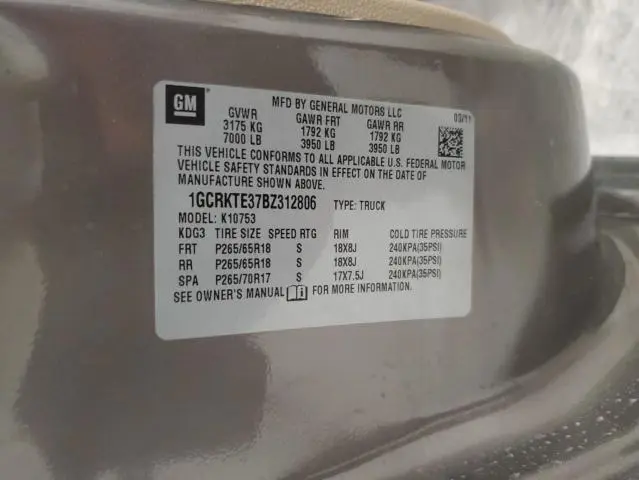 GM
MFD BY GENERAL MOTORS LLC 03/11
GVWR GAWR FRT GAWR RR
3175 KG 1792 KG 1792 KG
7000 LB 3950 LB 3950 LB
THIS VEHICLE CONFORMS TO ALL APPLICABLE U.S. FEDERAL MOTOR
VEHICLE SAFETY STANDARDS IN EFFECT ON THE DATE OF
MANUFACTURE SHOWN ABOVE.
1GCRKTE37BZ312806 TYPE: TRUCK
MODEL: K10753
KDG3 TIRE SIZE SPEED RTG RIM COLD TIRE PRESSURE
FRT P265/65R18 S 18X8J 240KPA(35PSI)
RR P265/65R18 S 18X8J 240KPA(35PSI)
SPA P265/70R17 S 17X7.5J 240KPA(35PSI)
SEE OWNER'S MANUAL FOR MORE INFORMATION.